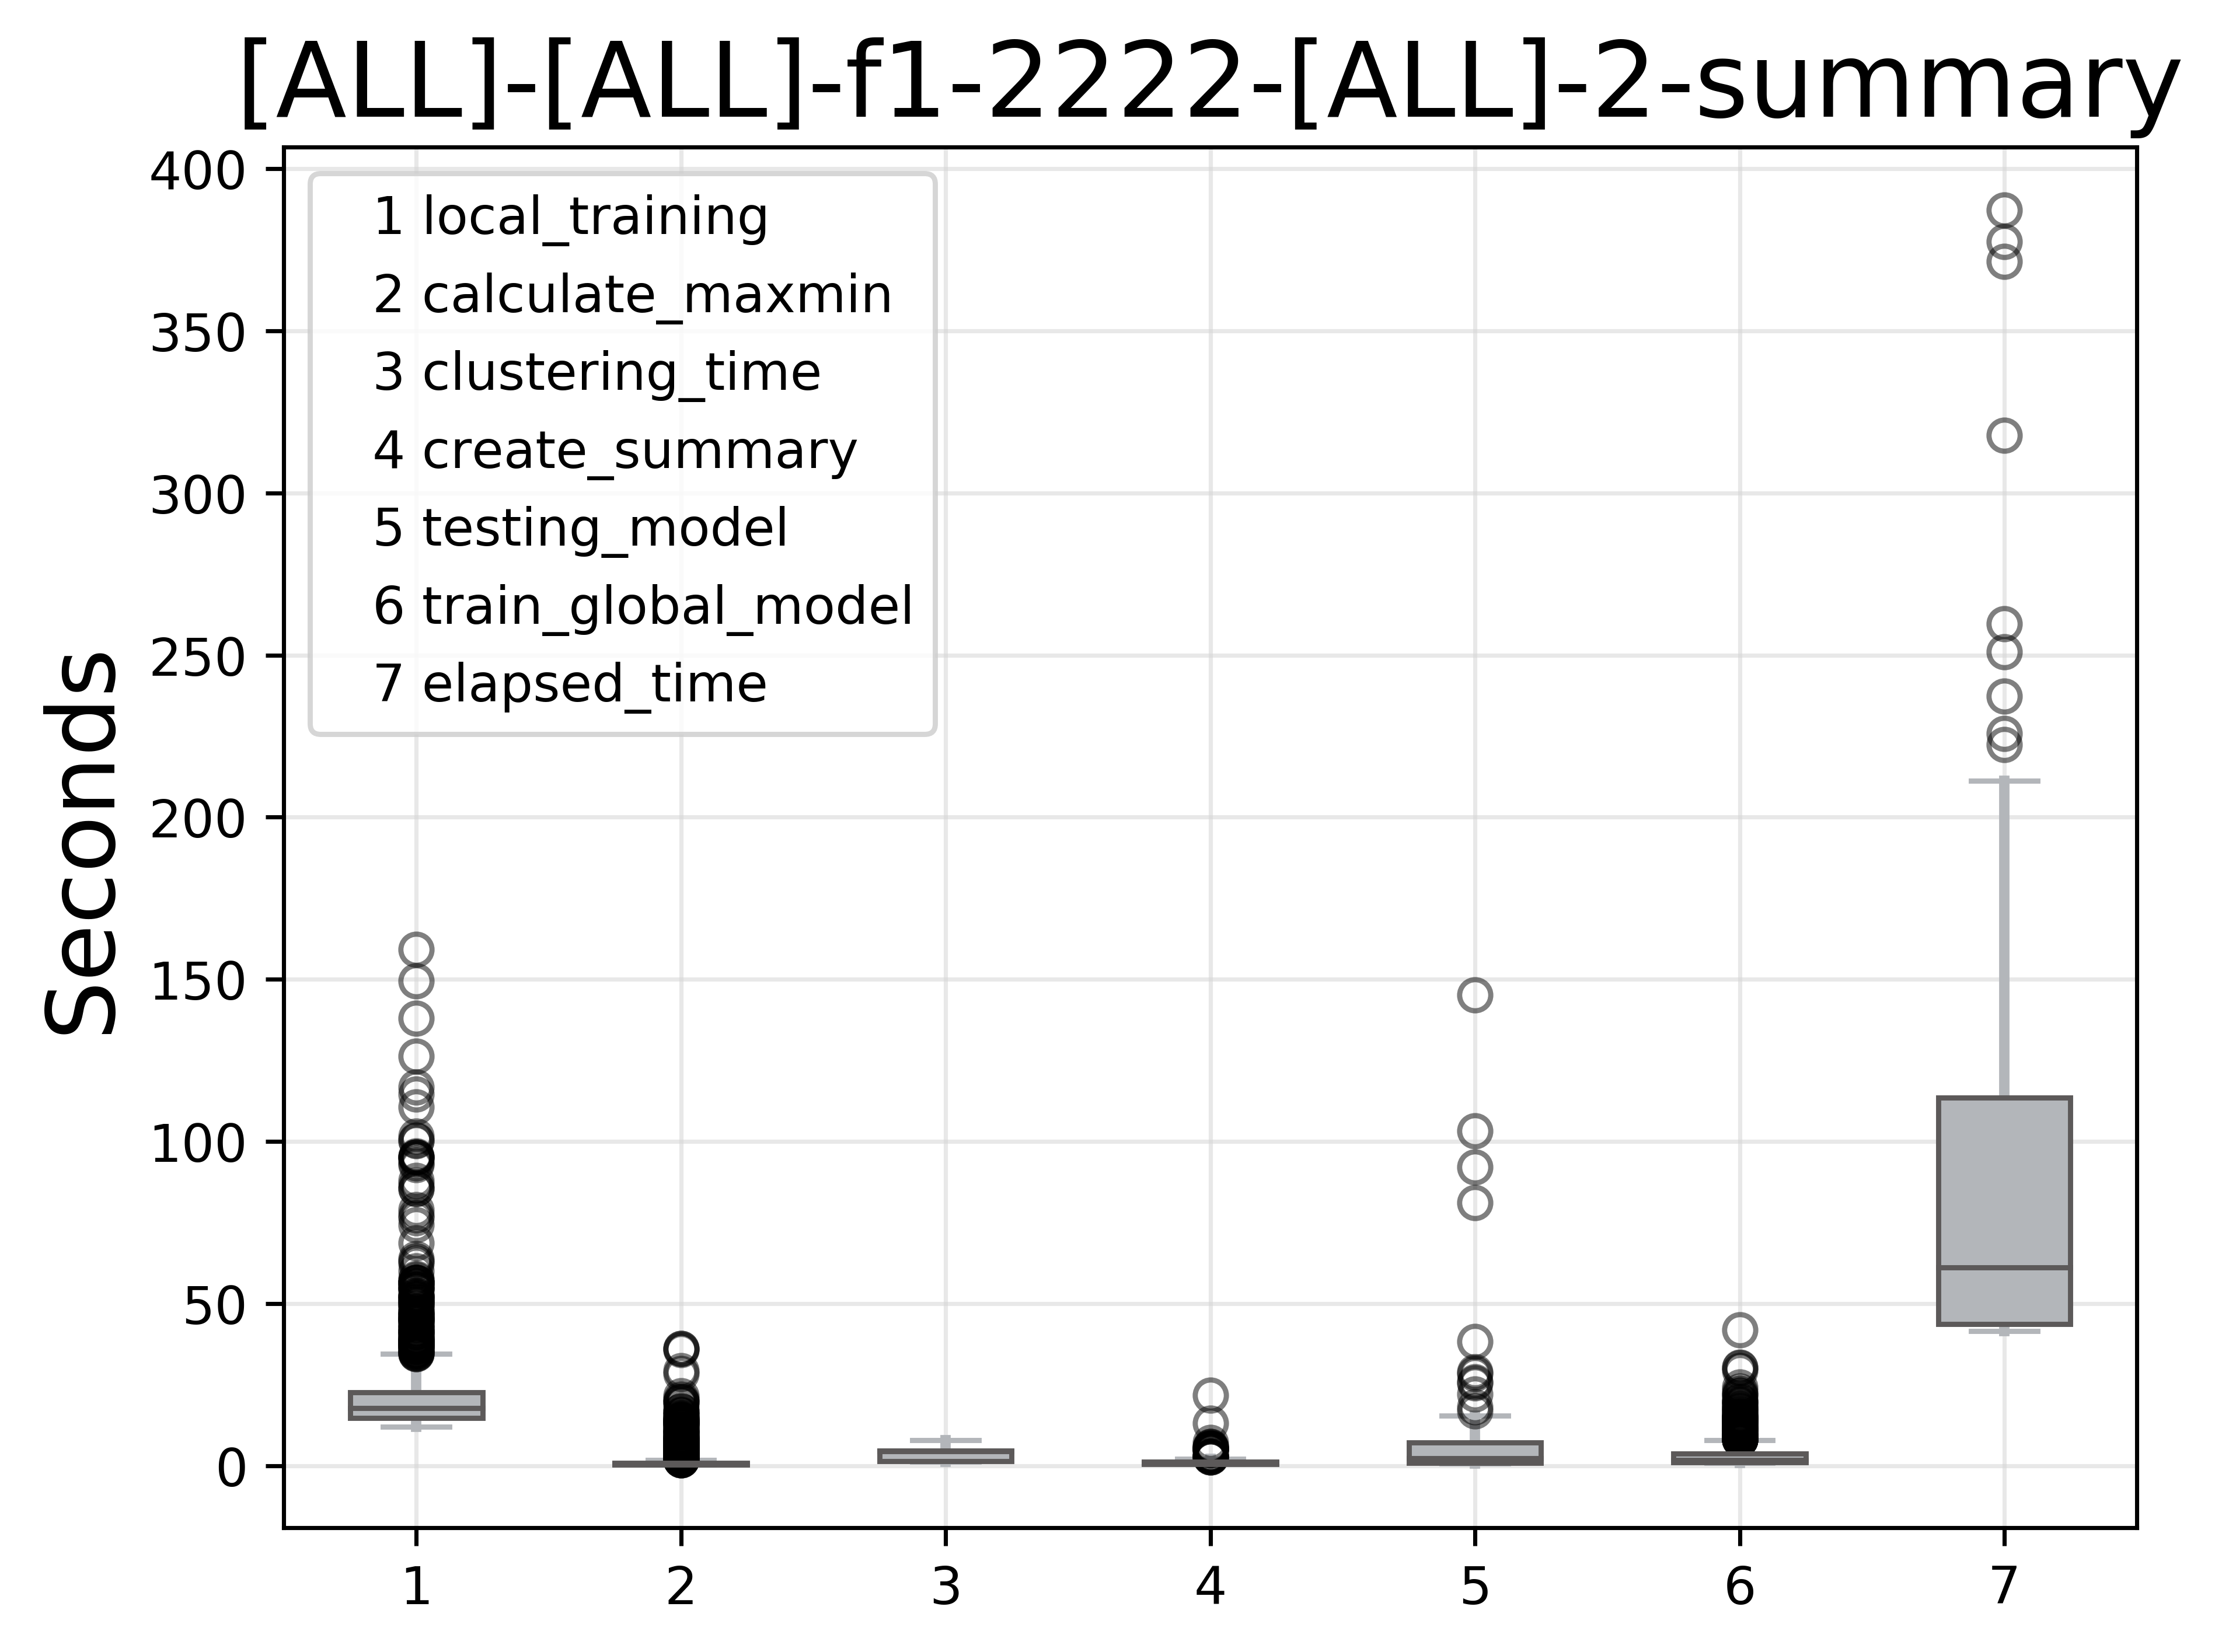 [ALL]-[ALL]-f1-2222-[ALL]-2-summary
Seconds
400
350
300
250
200
150
100
50
0
1 local_training
2 calculate_maxmin
3 clustering_time
4 create_summary
5 testing_model
6 train_global_model
7 elapsed_time
1 2 3 4 5 6 7